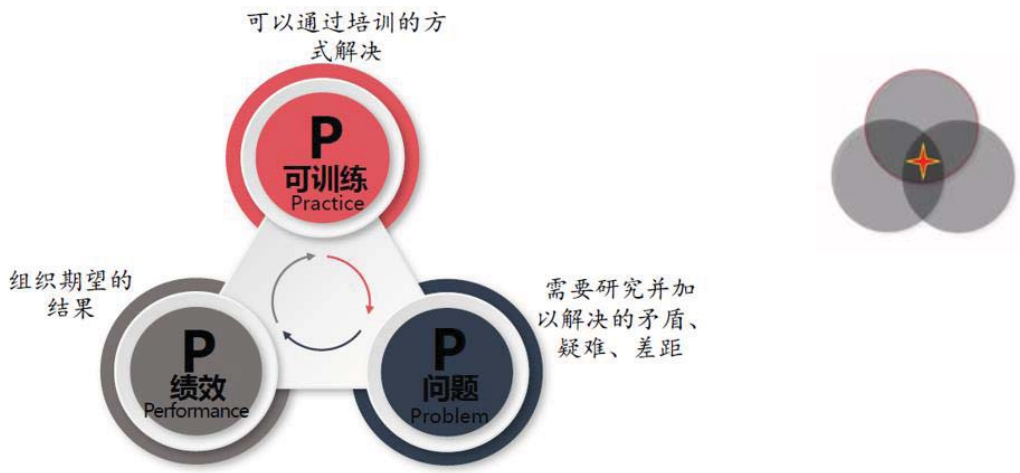 可以通过培训的方
式解决
P
可训练
Practice
组织期望的
结果
P
绩效
Performance
需要研究并加
以解决的矛盾、
疑难、差距
P
问题
Problem